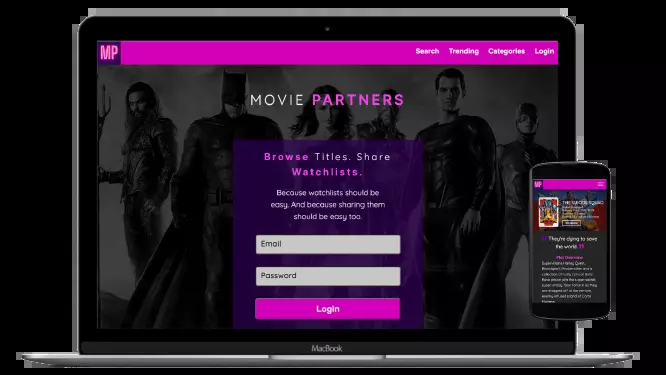 MP
Search Trending Categories Login
MOVIE PARTNERS
Browse Titles. Share
Watchlists.
Because watchlists should be
easy. And because sharing them
should be easy too.
Email
Password
Login
MacBook
MP
THE SUICIDE SQUAD
They're dying to save
the world.
Plot Overview